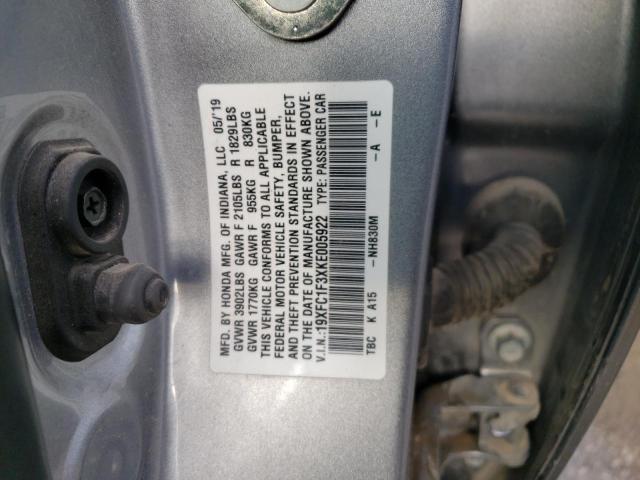 MFD. BY HONDA MFG. OF INDIANA, LLC 05/'19
GVWR 3902LBS GAWR F 2105LBS R 1829LBS
GVWR 1770KG GAWR F 955KG R 830KG
THIS VEHICLE CONFORMS TO ALL APPLICABLE
FEDERAL MOTOR VEHICLE SAFETY, BUMPER,
AND THEFT PREVENTION STANDARDS IN EFFECT
ON THE DATE OF MANUFACTURE SHOWN ABOVE.
V.I.N.:19XFC1F3XKE005922 TYPE: PASSENGER CAR
TBC K A15 -NH830M -A -E